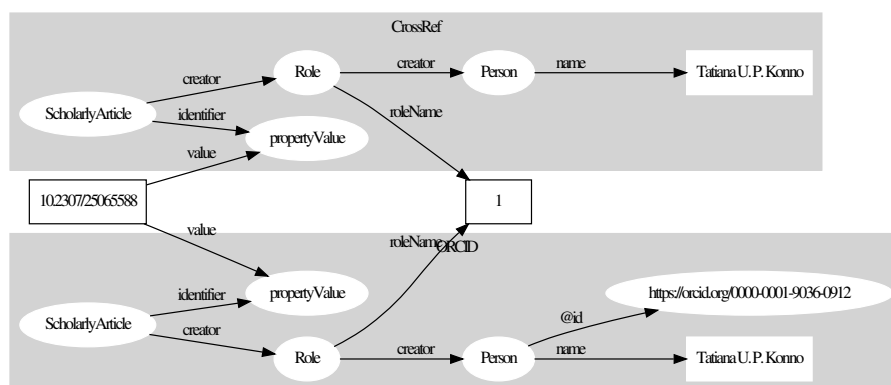 CrossRef
creator
Role
creator
Person
name
Tatiana U. P. Konno
ScholarlyArticle
identifier
roleName
propertyValue
value
10.2307/25065588
1
value
roleName
ORCID
identifier
propertyValue
https://orcid.org/0000-0001-9036-0912
ScholarlyArticle
creator
@id
Role
creator
Person
name
Tatiana U. P. Konno